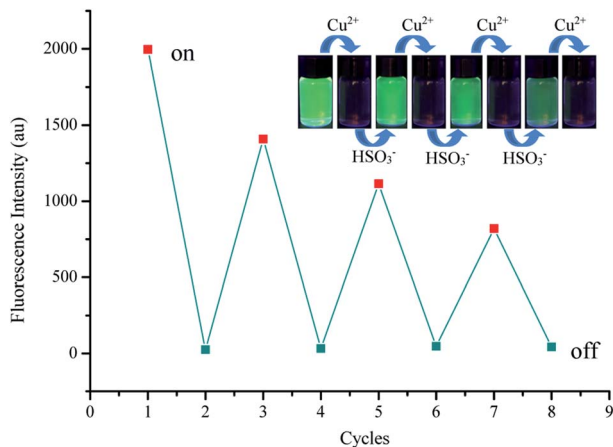 Cu²⁺ Cu²⁺ Cu²⁺ Cu²⁺
HSO₃⁻ HSO₃⁻ HSO₃⁻
on
off
Fluorescence Intensity (au)
2000
1500
1000
500
0
0 1 2 3 4 5 6 7 8 9
Cycles